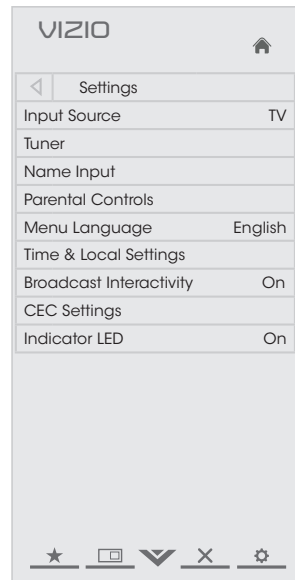 VIZIO
Settings
Input Source TV
Tuner
Name Input
Parental Controls
Menu Language English
Time & Local Settings
Broadcast Interactivity On
CEC Settings
Indicator LED On